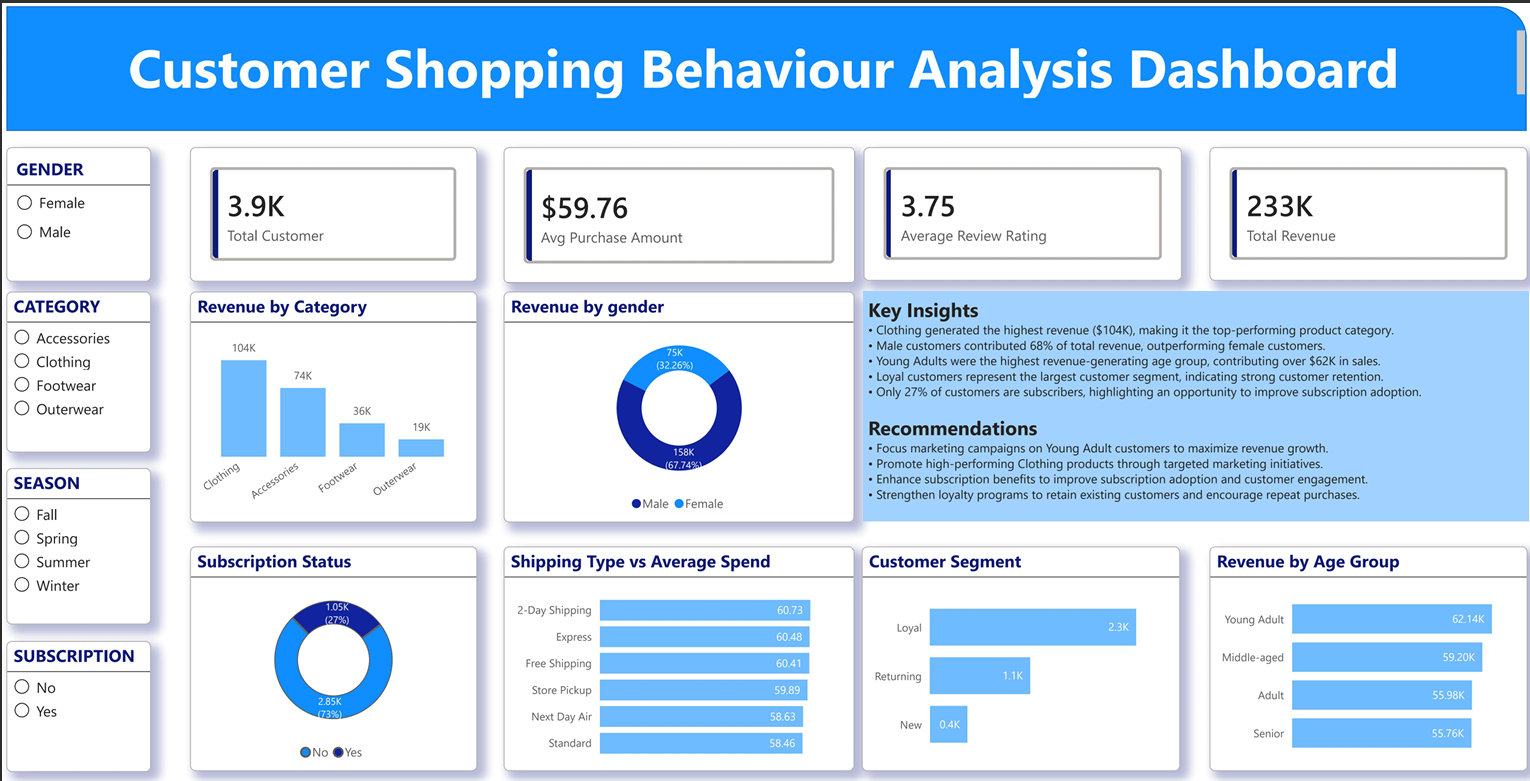 Customer Shopping Behaviour Analysis Dashboard
GENDER
Female
Male
3.9K
Total Customer
$59.76
Avg Purchase Amount
3.75
Average Review Rating
233K
Total Revenue
CATEGORY
Accessories
Clothing
Footwear
Outerwear
Revenue by Category
104K
74K
36K
19K
Clothing
Accessories
Footwear
Outerwear
Revenue by gender
75K
(32.26%)
158K
(67.74%)
Male Female
Key Insights
• Clothing generated the highest revenue ($104K), making it the top-performing product category.
• Male customers contributed 68% of total revenue, outperforming female customers.
• Young Adults were the highest revenue-generating age group, contributing over $62K in sales.
• Loyal customers represent the largest customer segment, indicating strong customer retention.
• Only 27% of customers are subscribers, highlighting an opportunity to improve subscription adoption.
Recommendations
• Focus marketing campaigns on Young Adult customers to maximize revenue growth.
• Promote high-performing Clothing products through targeted marketing initiatives.
• Enhance subscription benefits to improve subscription adoption and customer engagement.
• Strengthen loyalty programs to retain existing customers and encourage repeat purchases.
SEASON
Fall
Spring
Summer
Winter
SUBSCRIPTION
No
Yes
Subscription Status
1.05K
(27%)
2.85K
(73%)
No Yes
Shipping Type vs Average Spend
2-Day Shipping 60.73
Express 60.48
Free Shipping 60.41
Store Pickup 59.89
Next Day Air 58.63
Standard 58.46
Customer Segment
Loyal 2.3K
Returning 1.1K
New 0.4K
Revenue by Age Group
Young Adult 62.14K
Middle-aged 59.20K
Adult 55.98K
Senior 55.76K